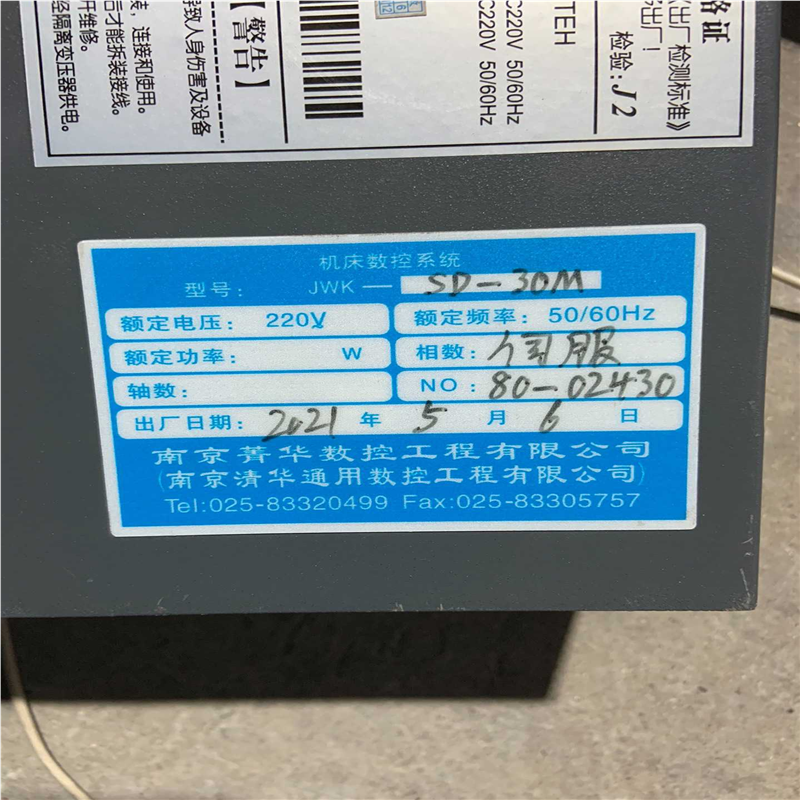 装，连接和使用。
后才能拆装接线。
开维修。
经隔离变压器供电。
导致人身伤害及设备
【警告】
TEH
C220V 50/60Hz
C220V 50/60Hz
格证
出厂检测标准》
出厂！
检验：J2
机床数控系统
型号： JWK — SD-30M
额定电压： 220V 额定频率： 50/60Hz
额定功率： W 相数： 伺服
轴数： NO：80-02430
出厂日期： 2021 年 5 月 6 日
南京菁华数控工程有限公司
（南京清华通用数控工程有限公司
Tel:025-83320499 Fax:025-83305757